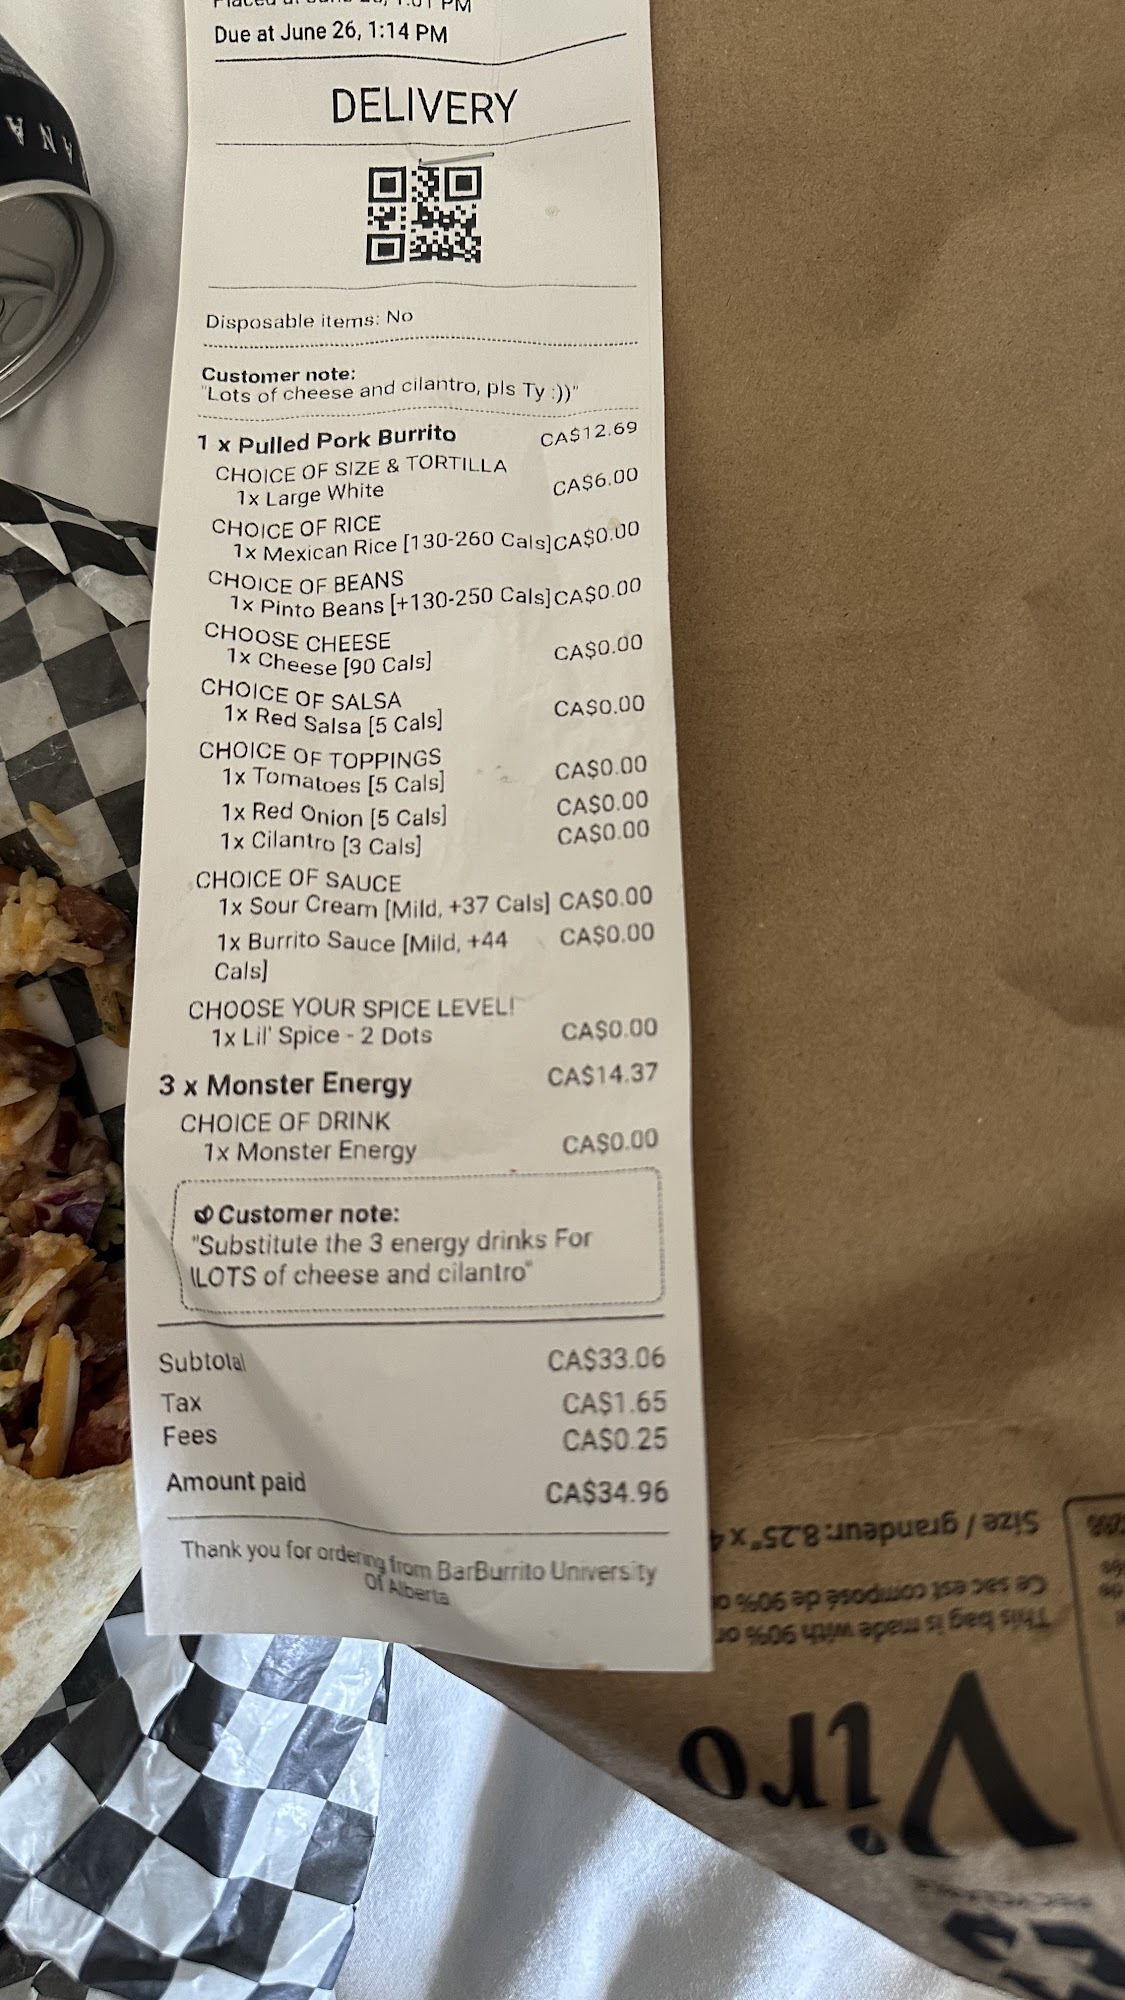 Placed at June 26, 1:01 PM
Due at June 26, 1:14 PM
DELIVERY
Disposable items: No
Customer note:
"Lots of cheese and cilantro, pls Ty :))"
1 x Pulled Pork Burrito CA$12.69
CHOICE OF SIZE & TORTILLA
1x Large White CA$6.00
CHOICE OF RICE
1x Mexican Rice [130-260 Cals] CA$0.00
CHOICE OF BEANS
1x Pinto Beans [+130-250 Cals] CA$0.00
CHOOSE CHEESE
1x Cheese [90 Cals] CA$0.00
CHOICE OF SALSA
1x Red Salsa [5 Cals] CA$0.00
CHOICE OF TOPPINGS
1x Tomatoes [5 Cals] CA$0.00
1x Red Onion [5 Cals] CA$0.00
1x Cilantro [3 Cals] CA$0.00
CHOICE OF SAUCE
1x Sour Cream [Mild, +37 Cals] CA$0.00
1x Burrito Sauce [Mild, +44 CA$0.00
Cals]
CHOOSE YOUR SPICE LEVEL!
1x Lil' Spice - 2 Dots CA$0.00
3 x Monster Energy CA$14.37
CHOICE OF DRINK
1x Monster Energy CA$0.00
Customer note:
"Substitute the 3 energy drinks For
lLOTS of cheese and cilantro"
Subtotal CA$33.06
Tax CA$1.65
Fees CA$0.25
Amount paid CA$34.96
Thank you for ordering from BarBurrito University
Of Alberta
ANA
Viro
This bag is made with 90% or
Ce sac est composé de 90%
Size / grandeur: 8.25" x